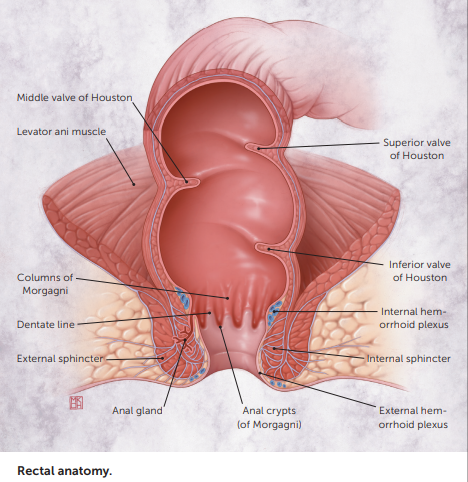 Middle valve of Houston
Levator ani muscle
Superior valve
of Houston
Inferior valve
of Houston
Columns of
Morgagni
Internal hem-
orrhoid plexus
Dentate line
External sphincter
Internal sphincter
Anal gland
Anal crypts
(of Morgagni)
External hem-
orrhoid plexus
Rectal anatomy.